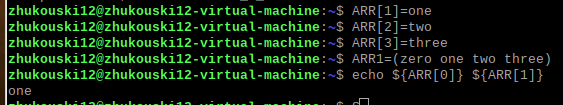 zhukouski12@zhukouski12-virtual-machine:~$ ARR[1]=one
zhukouski12@zhukouski12-virtual-machine:~$ ARR[2]=two
zhukouski12@zhukouski12-virtual-machine:~$ ARR[3]=three
zhukouski12@zhukouski12-virtual-machine:~$ ARR1=(zero one two three)
zhukouski12@zhukouski12-virtual-machine:~$ echo ${ARR[0]} ${ARR[1]}
one
zhukouski12@zhukouski12-virtual-machine:~$